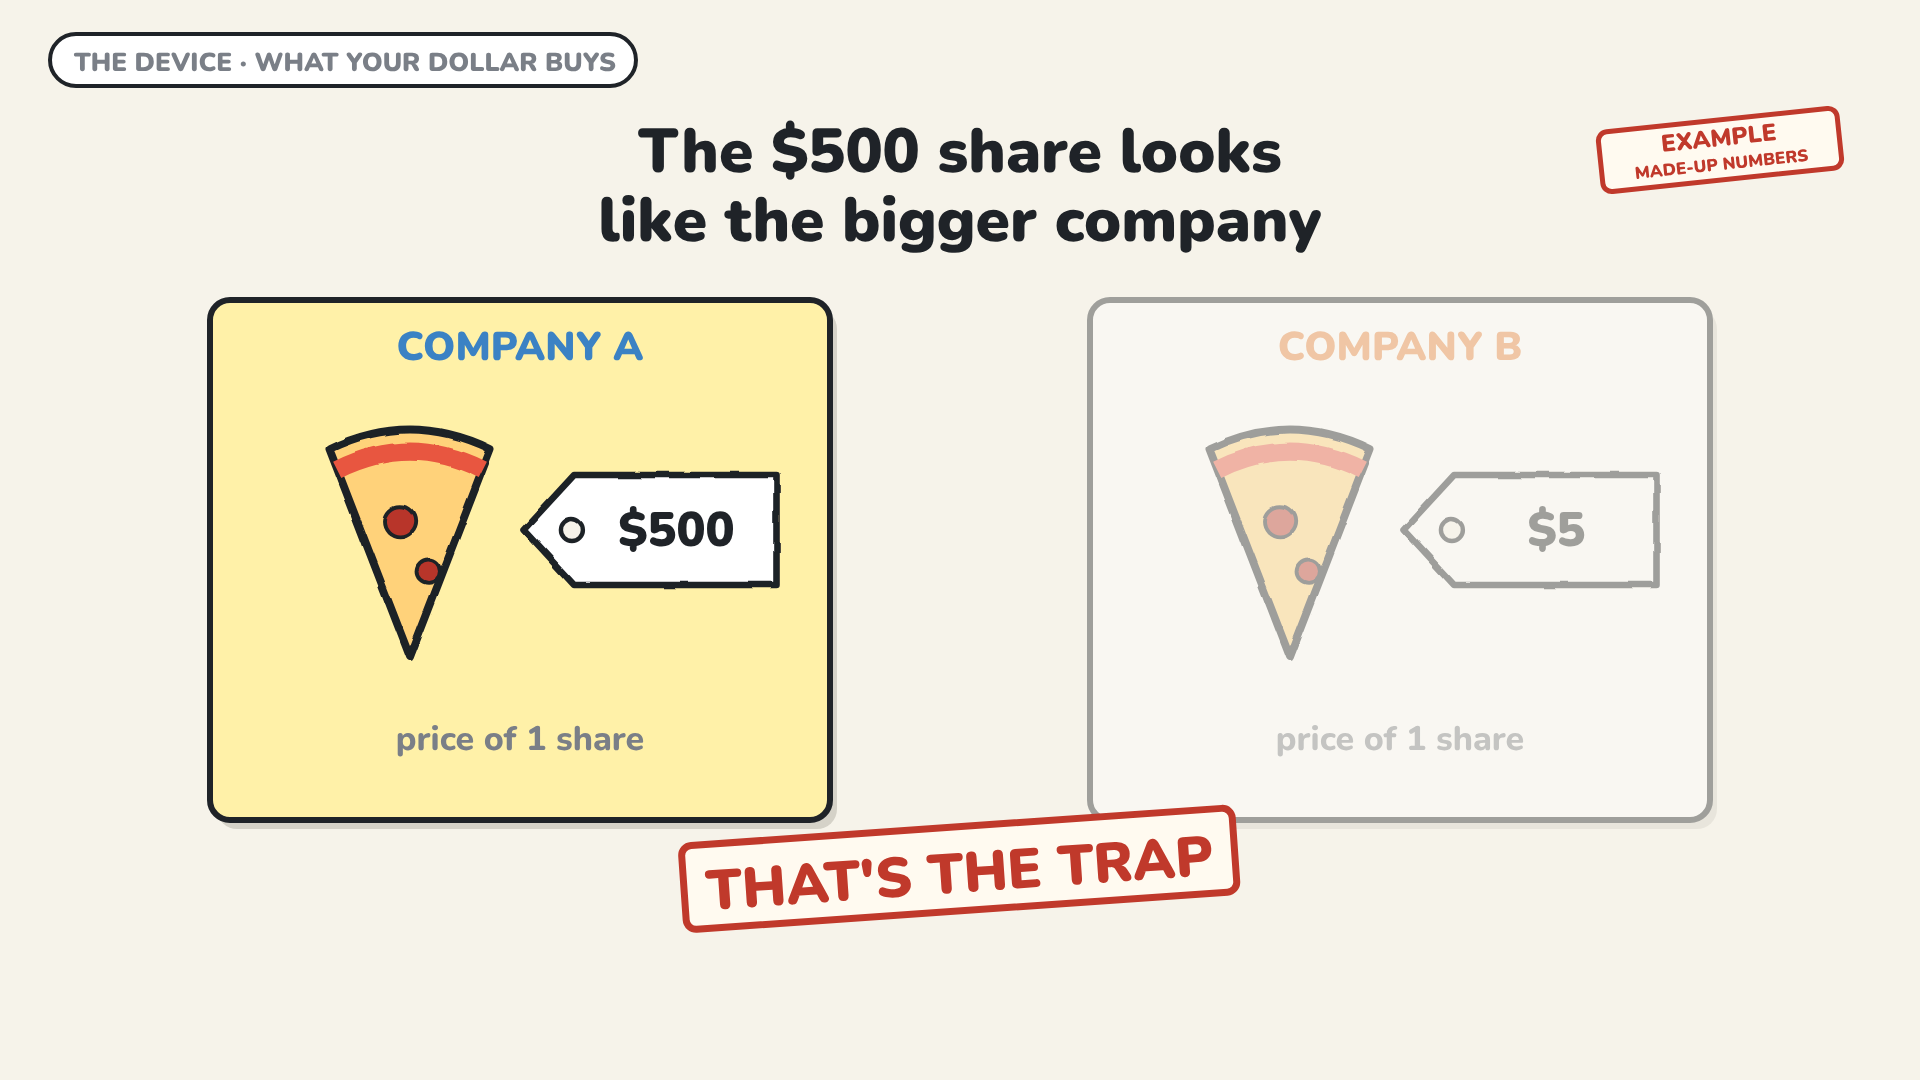 THE DEVICE · WHAT YOUR DOLLAR BUYS
The $500 share looks
like the bigger company
EXAMPLE
MADE-UP NUMBERS
COMPANY A
$500
price of 1 share
COMPANY B
$5
price of 1 share
THAT'S THE TRAP